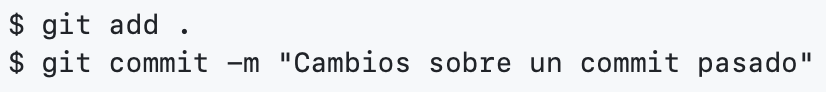 $ git add .
$ git commit –m "Cambios sobre un commit pasado"